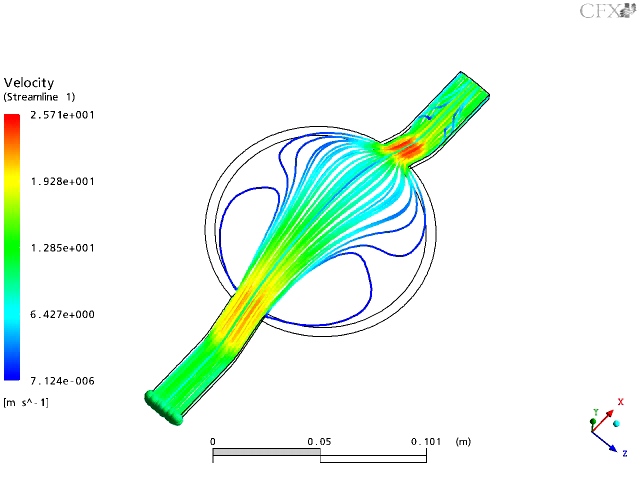 CFX
Velocity
(Streamline 1)
2.571e+001
1.928e+001
1.285e+001
6.427e+000
7.124e-006
[m s^-1]
0 0.05 0.101 (m)
X
Y
Z